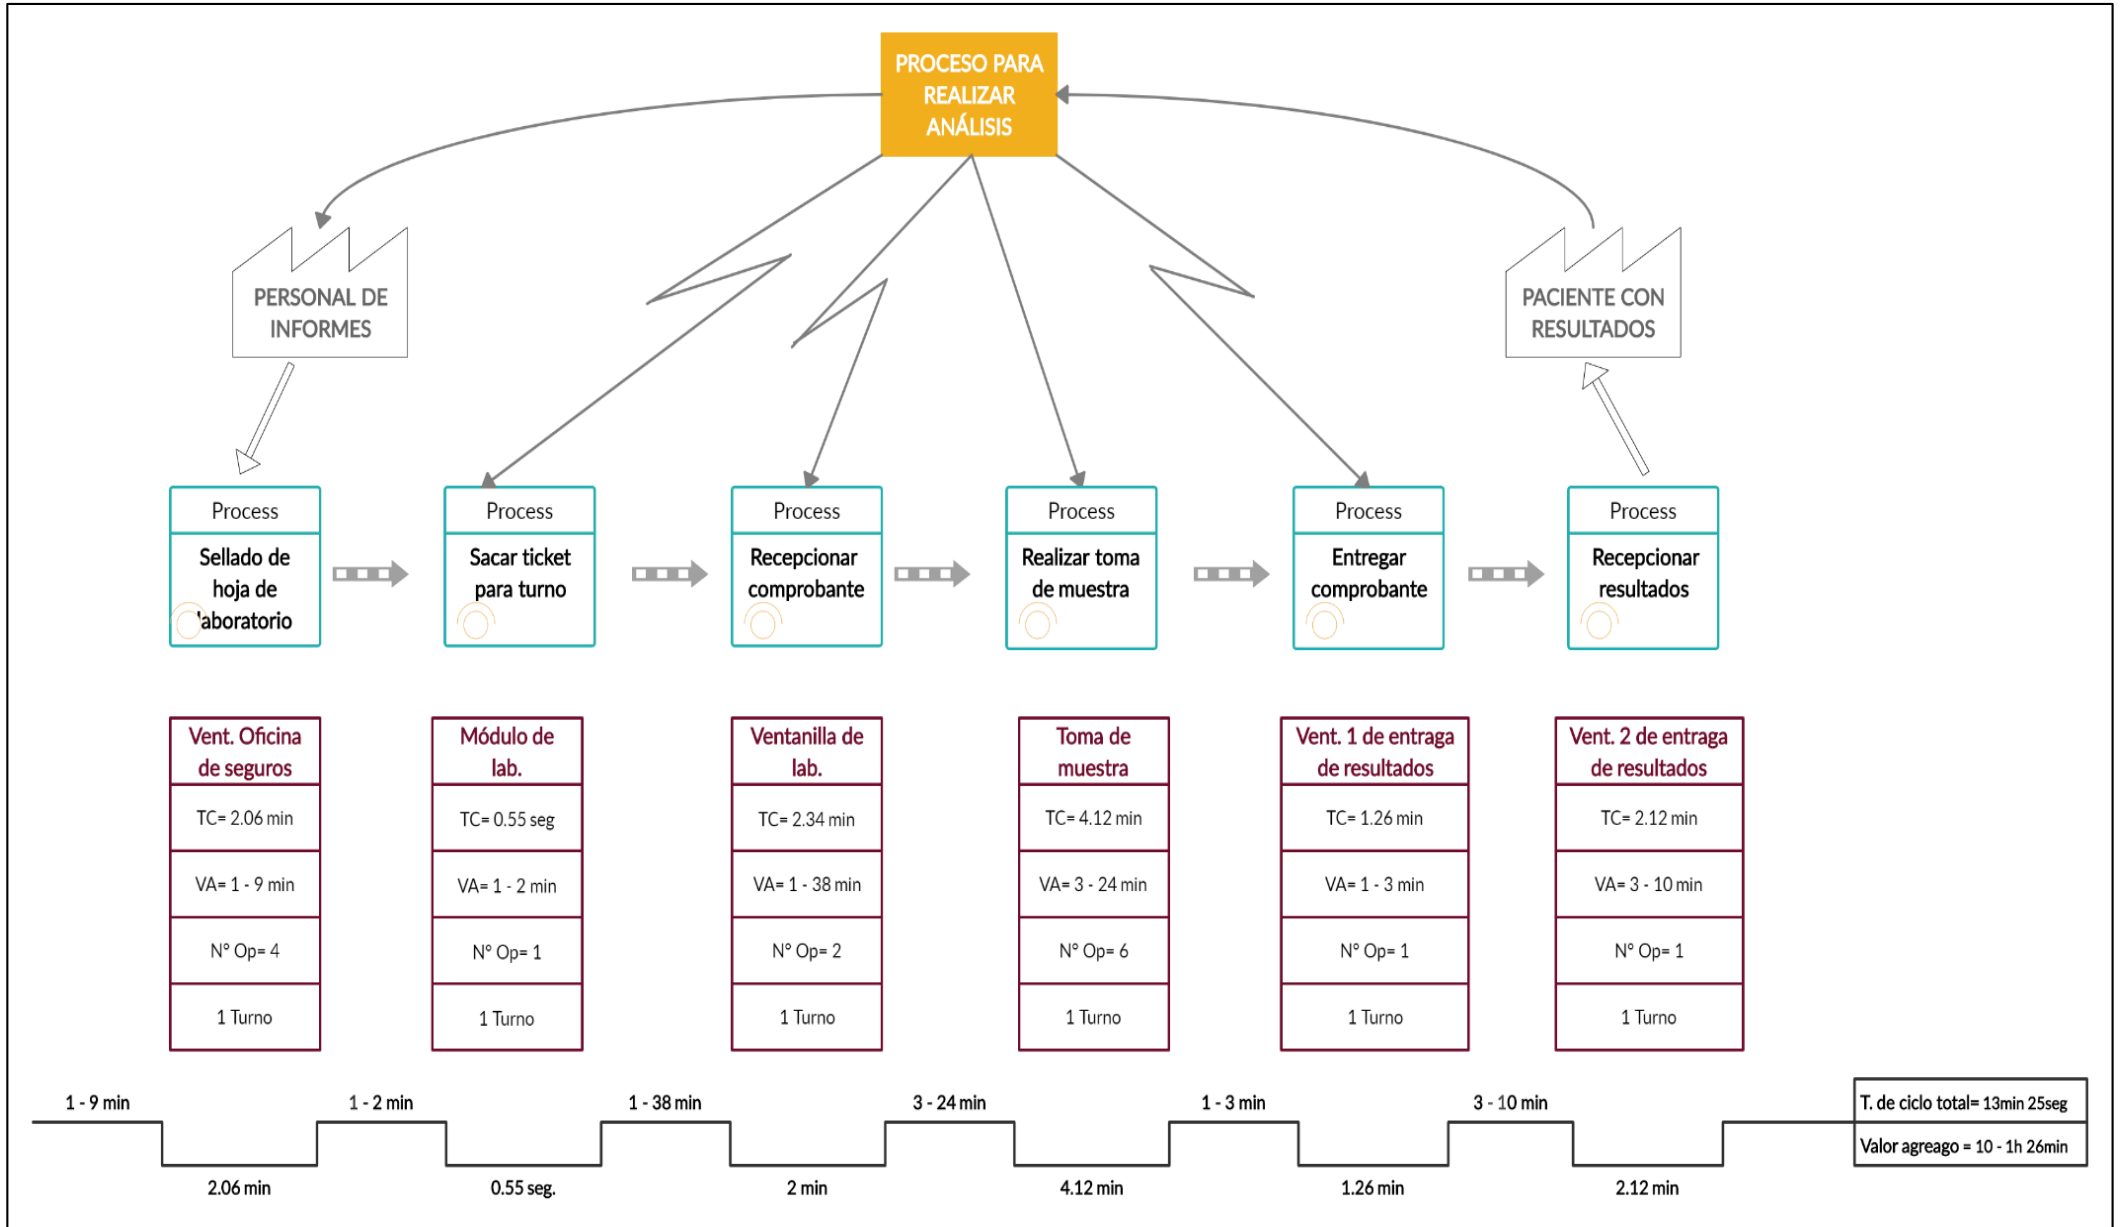 PROCESO PARA
REALIZAR
ANÁLISIS
PERSONAL DE
INFORMES
PACIENTE CON
RESULTADOS
Process
Sellado de
hoja de
laboratorio
Process
Sacar ticket
para turno
Process
Recepcionar
comprobante
Process
Realizar toma
de muestra
Process
Entregar
comprobante
Process
Recepcionar
resultados
Vent. Oficina
de seguros
TC= 2.06 min
VA= 1 - 9 min
N° Op= 4
1 Turno
Módulo de
lab.
TC= 0.55 seg
VA= 1 - 2 min
N° Op= 1
1 Turno
Ventanilla de
lab.
TC= 2.34 min
VA= 1 - 38 min
N° Op= 2
1 Turno
Toma de
muestra
TC= 4.12 min
VA= 3 - 24 min
N° Op= 6
1 Turno
Vent. 1 de entraga
de resultados
TC= 1.26 min
VA= 1 - 3 min
N° Op= 1
1 Turno
Vent. 2 de entraga
de resultados
TC= 2.12 min
VA= 3 - 10 min
N° Op= 1
1 Turno
1 - 9 min
1 - 2 min
1 - 38 min
3 - 24 min
1 - 3 min
3 - 10 min
2.06 min
0.55 seg.
2 min
4.12 min
1.26 min
2.12 min
T. de ciclo total= 13min 25seg
Valor agreago = 10 - 1h 26min